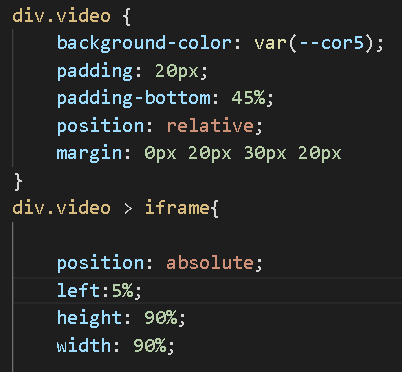 div.video {
background-color: var(--cor5);
padding: 20px;
padding-bottom: 45%;
position: relative;
margin: 0px 20px 30px 20px
}
div.video > iframe{
position: absolute;
left:5%;
height: 90%;
width: 90%;